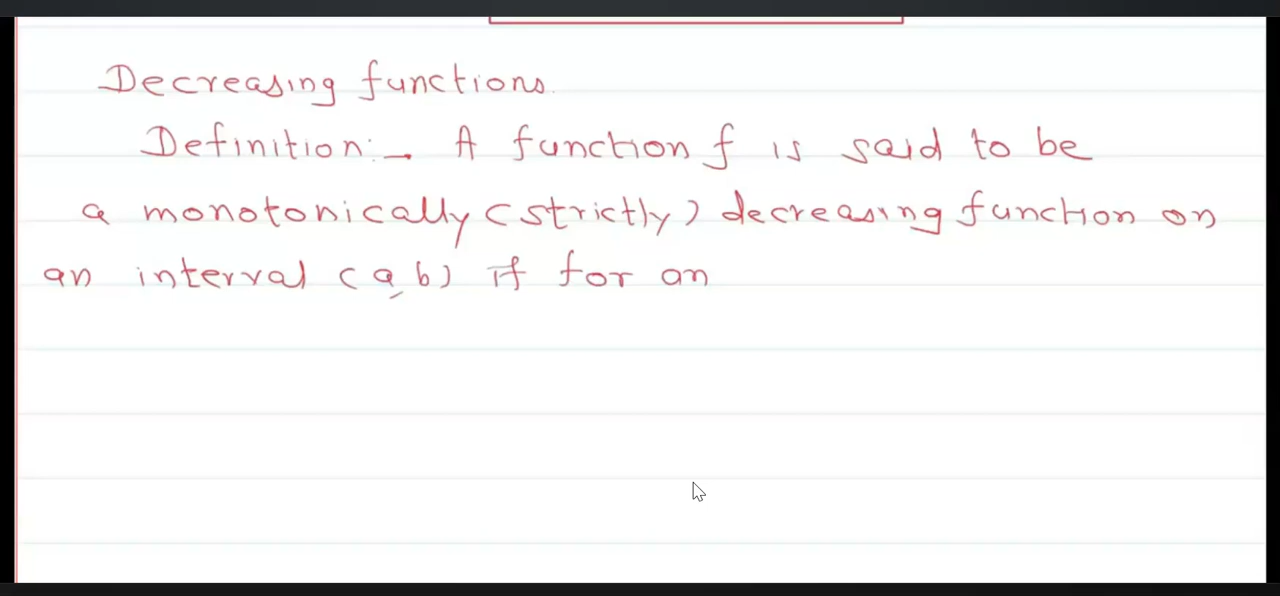 Decreasing functions.
Definition:- A function f is said to be
a monotonically (strictly) decreasing function on
an interval (a, b) if for an